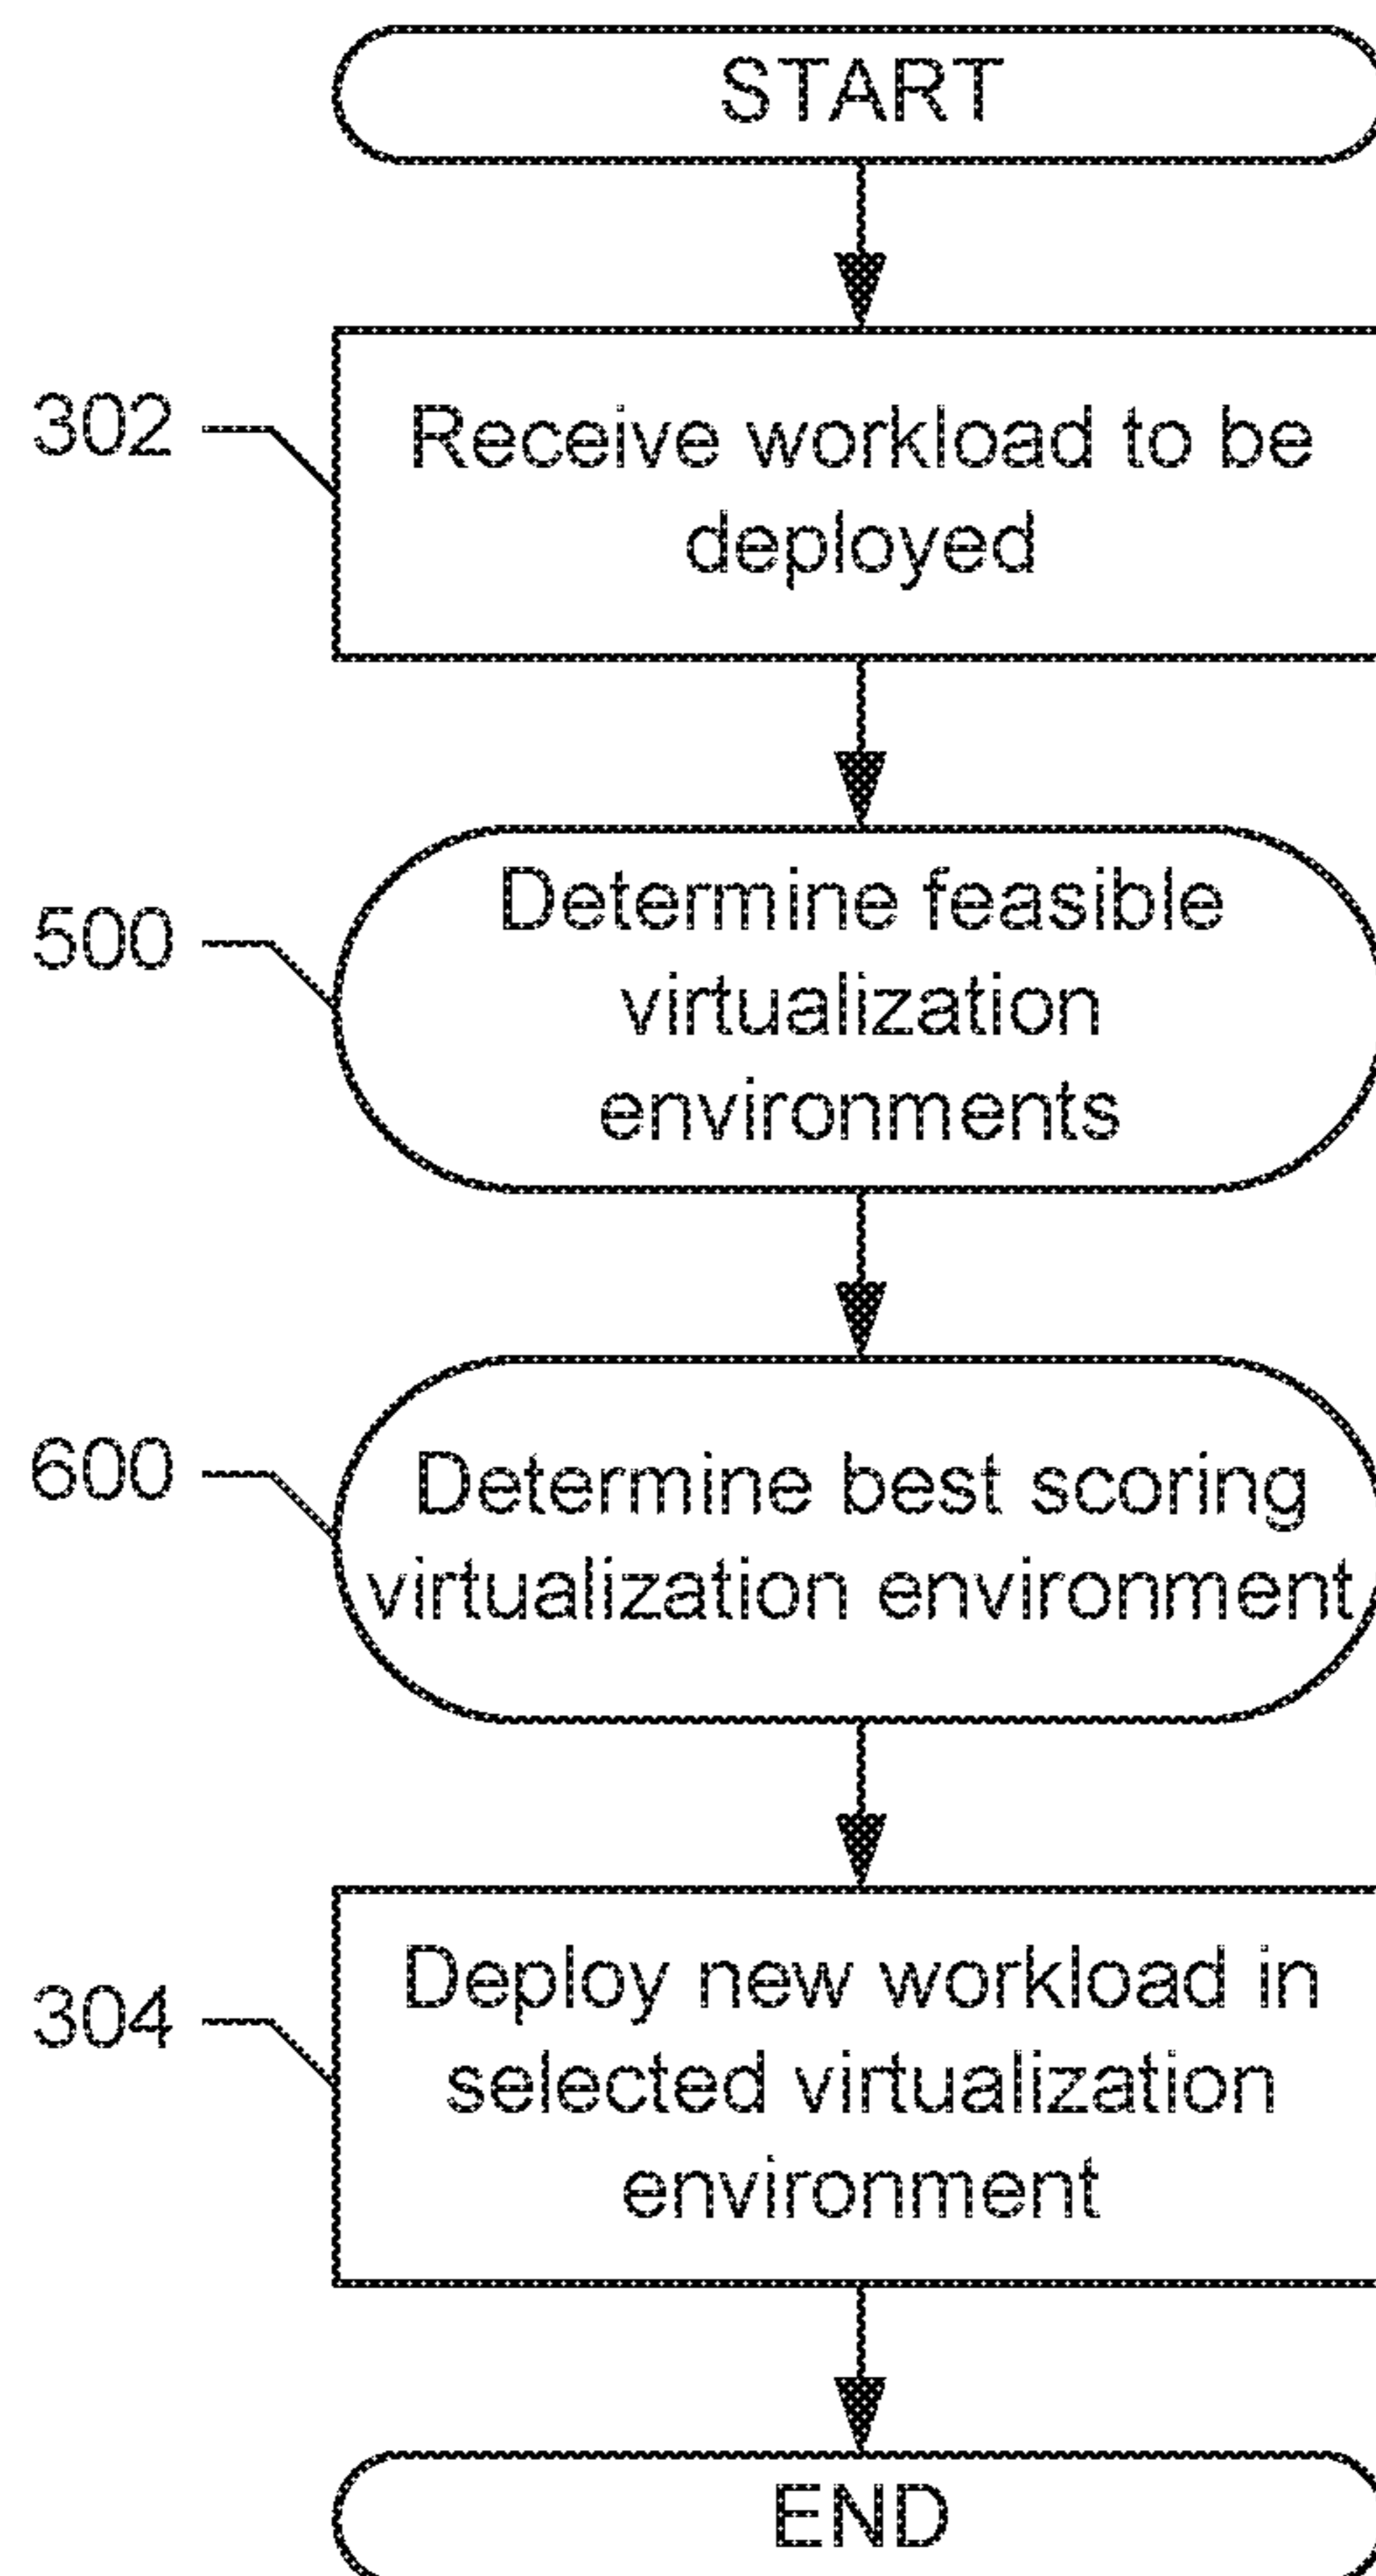 START
302
Receive workload to be
deployed
500
Determine feasible
virtualization
environments
600
Determine best scoring
virtualization environment
304
Deploy new workload in
selected virtualization
environment
END